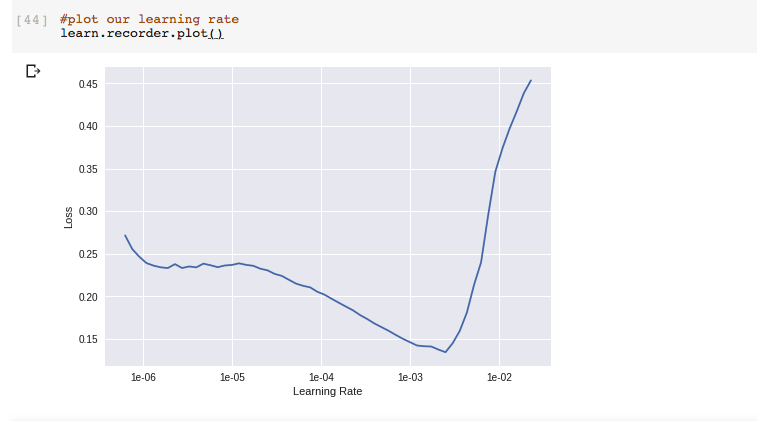 [44] #plot our learning rate
learn.recorder.plot()
0.45
0.40
0.35
0.30
0.25
0.20
0.15
Loss
1e-06 1e-05 1e-04 1e-03 1e-02
Learning Rate